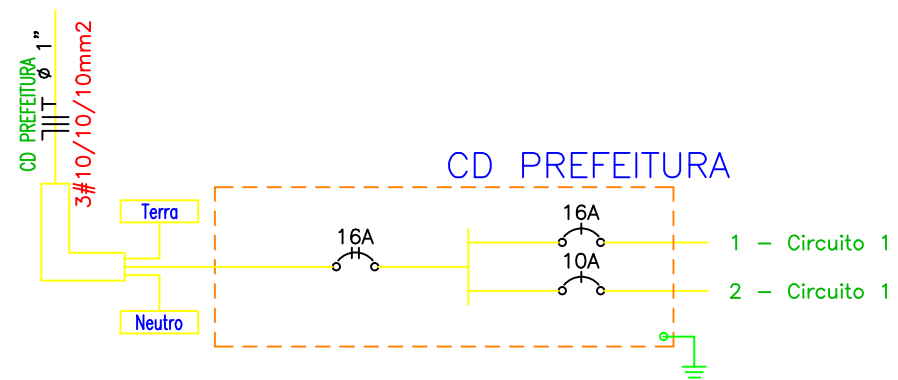 CD PREFEITURA
ø 1"
3#10/10/10mm2
CD PREFEITURA
Terra
Neutro
16A
16A
1 - Circuito 1
10A
2 - Circuito 1